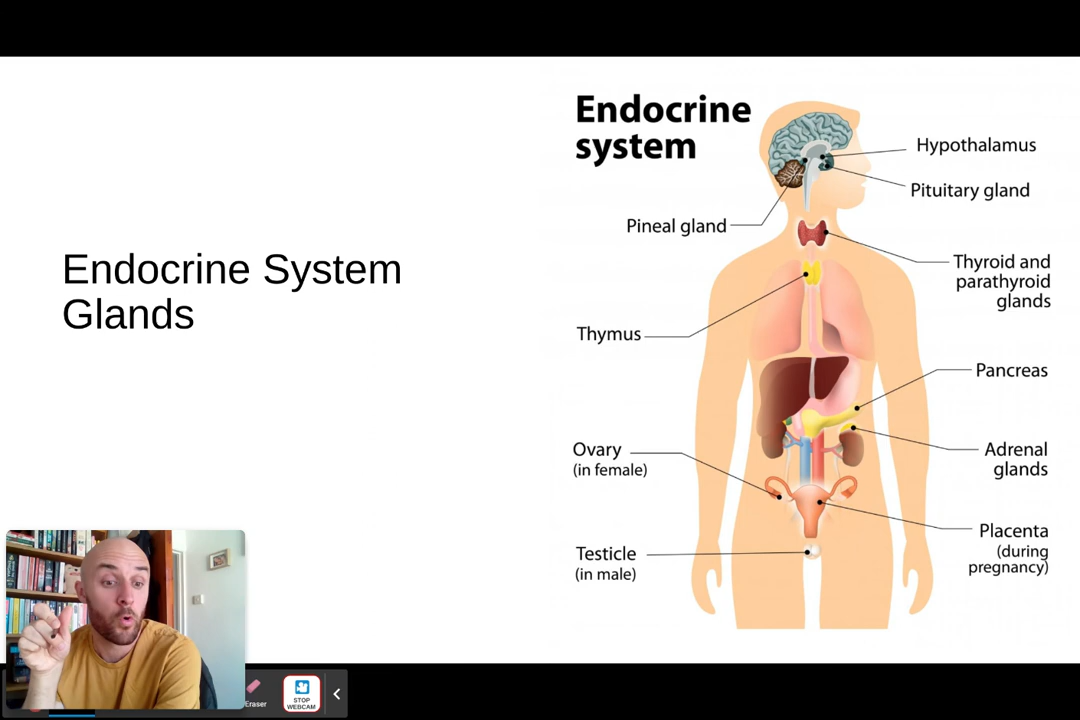 Endocrine System
Glands
Endocrine
system
Hypothalamus
Pituitary gland
Pineal gland
Thyroid and
parathyroid
glands
Thymus
Pancreas
Ovary
(in female)
Adrenal
glands
Placenta
(during
pregnancy)
Testicle
(in male)
Eraser
STOP
WEBCAM